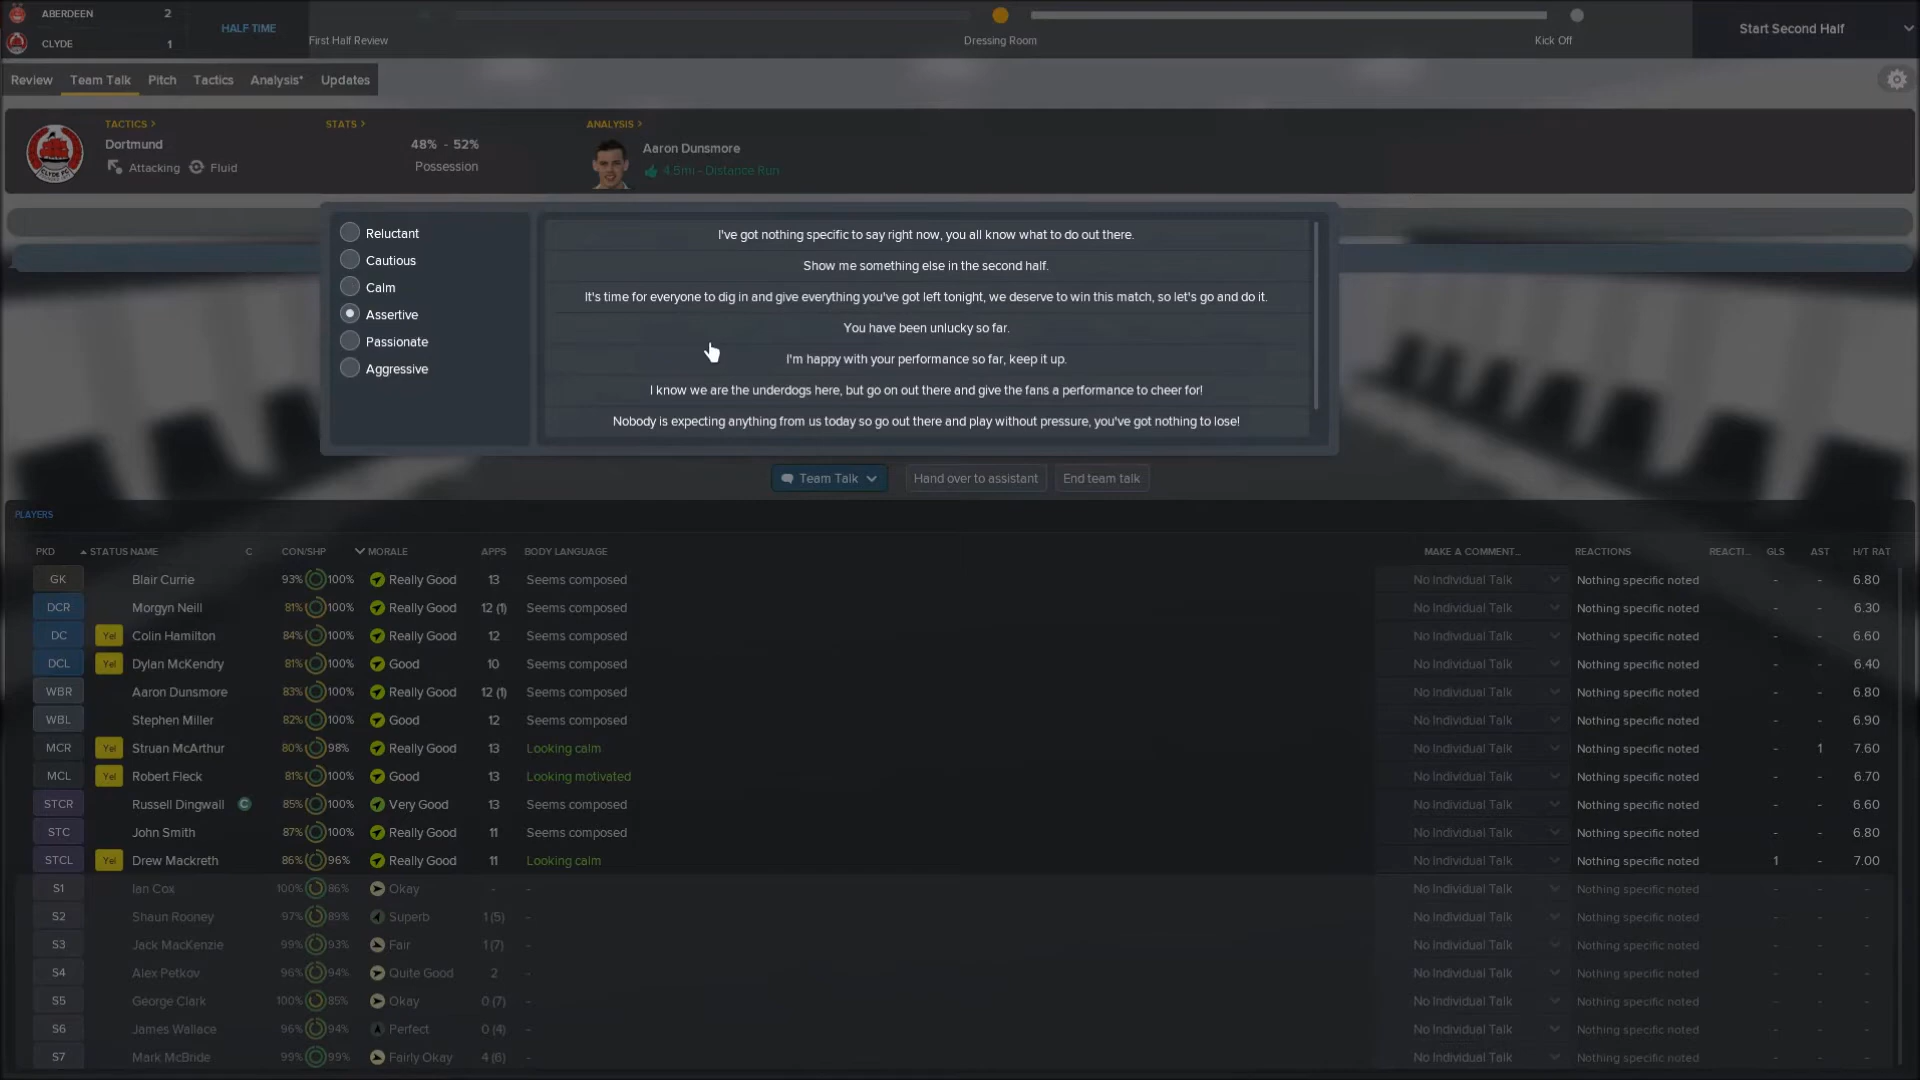 ABERDEEN 2
CLYDE 1
HALF TIME
First Half Review
Dressing Room
Kick Off
Start Second Half
Review Team Talk Pitch Tactics Analysis* Updates
TACTICS >
Dortmund
Attacking Fluid
STATS >
48% - 52%
Possession
ANALYSIS >
Aaron Dunsmore
4.5mi - Distance Run
Reluctant
Cautious
Calm
Assertive
Passionate
Aggressive
I've got nothing specific to say right now, you all know what to do out there.
Show me something else in the second half.
It's time for everyone to dig in and give everything you've got left tonight, we deserve to win this match, so let's go and do it.
You have been unlucky so far.
I'm happy with your performance so far, keep it up.
I know we are the underdogs here, but go on out there and give the fans a performance to cheer for!
Nobody is expecting anything from us today so go out there and play without pressure, you've got nothing to lose!
Team Talk Hand over to assistant End team talk
PLAYERS
PKD STATUS NAME C CON/SHP MORALE APPS BODY LANGUAGE MAKE A COMMENT... REACTIONS REACTI... GLS AST H/T RAT
GK Blair Currie 93% 100% Really Good 13 Seems composed No Individual Talk Nothing specific noted - - 6.80
DCR Morgyn Neill 81% 100% Really Good 12 (1) Seems composed No Individual Talk Nothing specific noted - - 6.30
DC Yel Colin Hamilton 84% 100% Really Good 12 Seems composed No Individual Talk Nothing specific noted - - 6.60
DCL Yel Dylan McKendry 81% 100% Good 10 Seems composed No Individual Talk Nothing specific noted - - 6.40
WBR Aaron Dunsmore 83% 100% Really Good 12 (1) Seems composed No Individual Talk Nothing specific noted - - 6.80
WBL Stephen Miller 82% 100% Good 12 Seems composed No Individual Talk Nothing specific noted - - 6.90
MCR Yel Struan McArthur 80% 98% Really Good 13 Looking calm No Individual Talk Nothing specific noted - 1 7.60
MCL Yel Robert Fleck 81% 100% Good 13 Looking motivated No Individual Talk Nothing specific noted - - 6.70
STCR Russell Dingwall C 85% 100% Very Good 13 Seems composed No Individual Talk Nothing specific noted - - 6.60
STC John Smith 87% 100% Really Good 11 Seems composed No Individual Talk Nothing specific noted - - 6.80
STCL Yel Drew Mackreth 86% 96% Really Good 11 Looking calm No Individual Talk Nothing specific noted 1 - 7.00
S1 Ian Cox 100% 86% Okay - - No Individual Talk Nothing specific noted - - -
S2 Shaun Rooney 97% 89% Superb 1 (5) - No Individual Talk Nothing specific noted - - -
S3 Jack MacKenzie 99% 93% Fair 1 (7) - No Individual Talk Nothing specific noted - - -
S4 Alex Petkov 96% 94% Quite Good 2 - No Individual Talk Nothing specific noted - - -
S5 George Clark 100% 85% Okay 0 (7) - No Individual Talk Nothing specific noted - - -
S6 James Wallace 96% 94% Perfect 0 (4) - No Individual Talk Nothing specific noted - - -
S7 Mark McBride 99% 99% Fairly Okay 4 (6) - No Individual Talk Nothing specific noted - - -